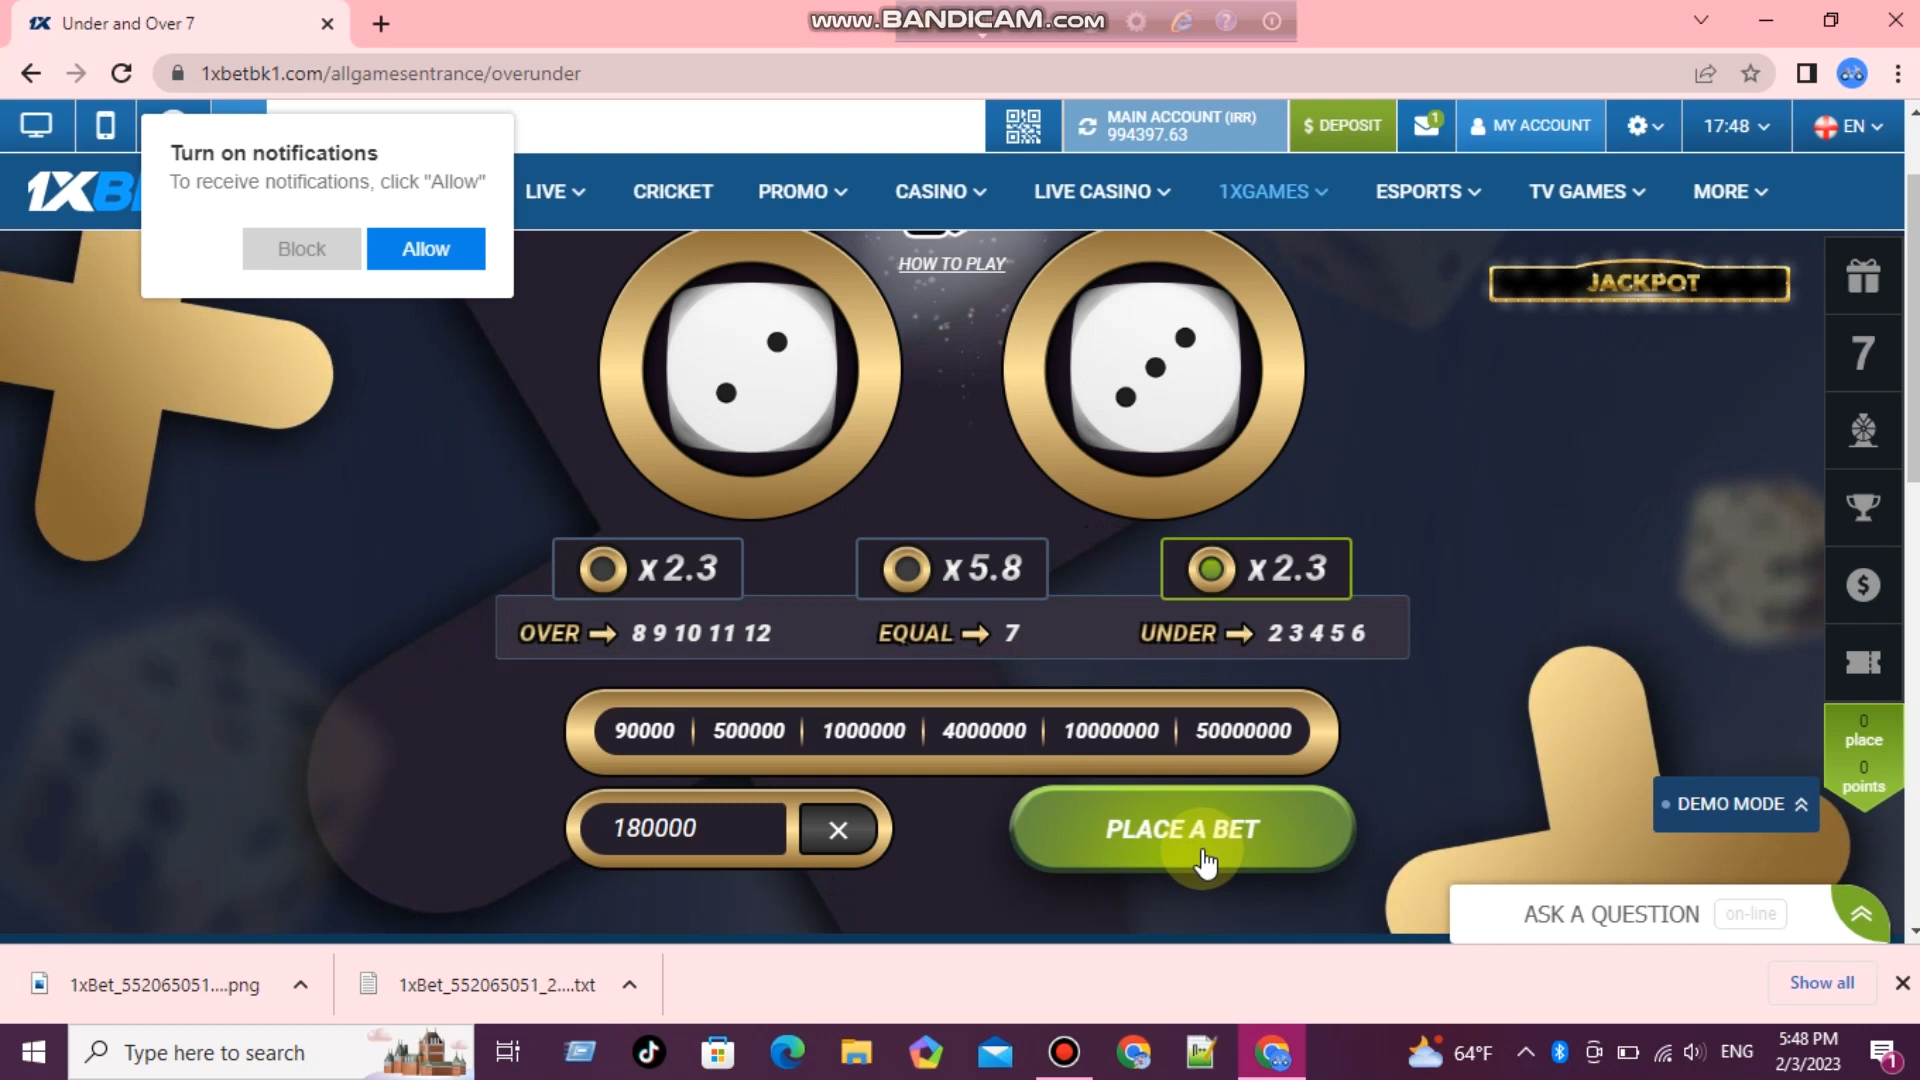 1X Under and Over 7
www.BANDICAM.com
1xbetbk1.com/allgamesentrance/overunder
MAIN ACCOUNT (IRR)
994397.63
$ DEPOSIT
1
MY ACCOUNT
17:48
EN
Turn on notifications
To receive notifications, click "Allow"
Block
Allow
LIVE
CRICKET
PROMO
CASINO
LIVE CASINO
1XGAMES
ESPORTS
TV GAMES
MORE
HOW TO PLAY
JACKPOT
7
x 2.3
x 5.8
x 2.3
OVER 8 9 10 11 12
EQUAL 7
UNDER 2 3 4 5 6
90000
500000
1000000
4000000
10000000
50000000
180000
PLACE A BET
0
place
0
points
DEMO MODE
ASK A QUESTION
on-line
1xBet_552065051....png
1xBet_552065051_2....txt
Show all
Type here to search
64°F
ENG
5:48 PM
2/3/2023
1